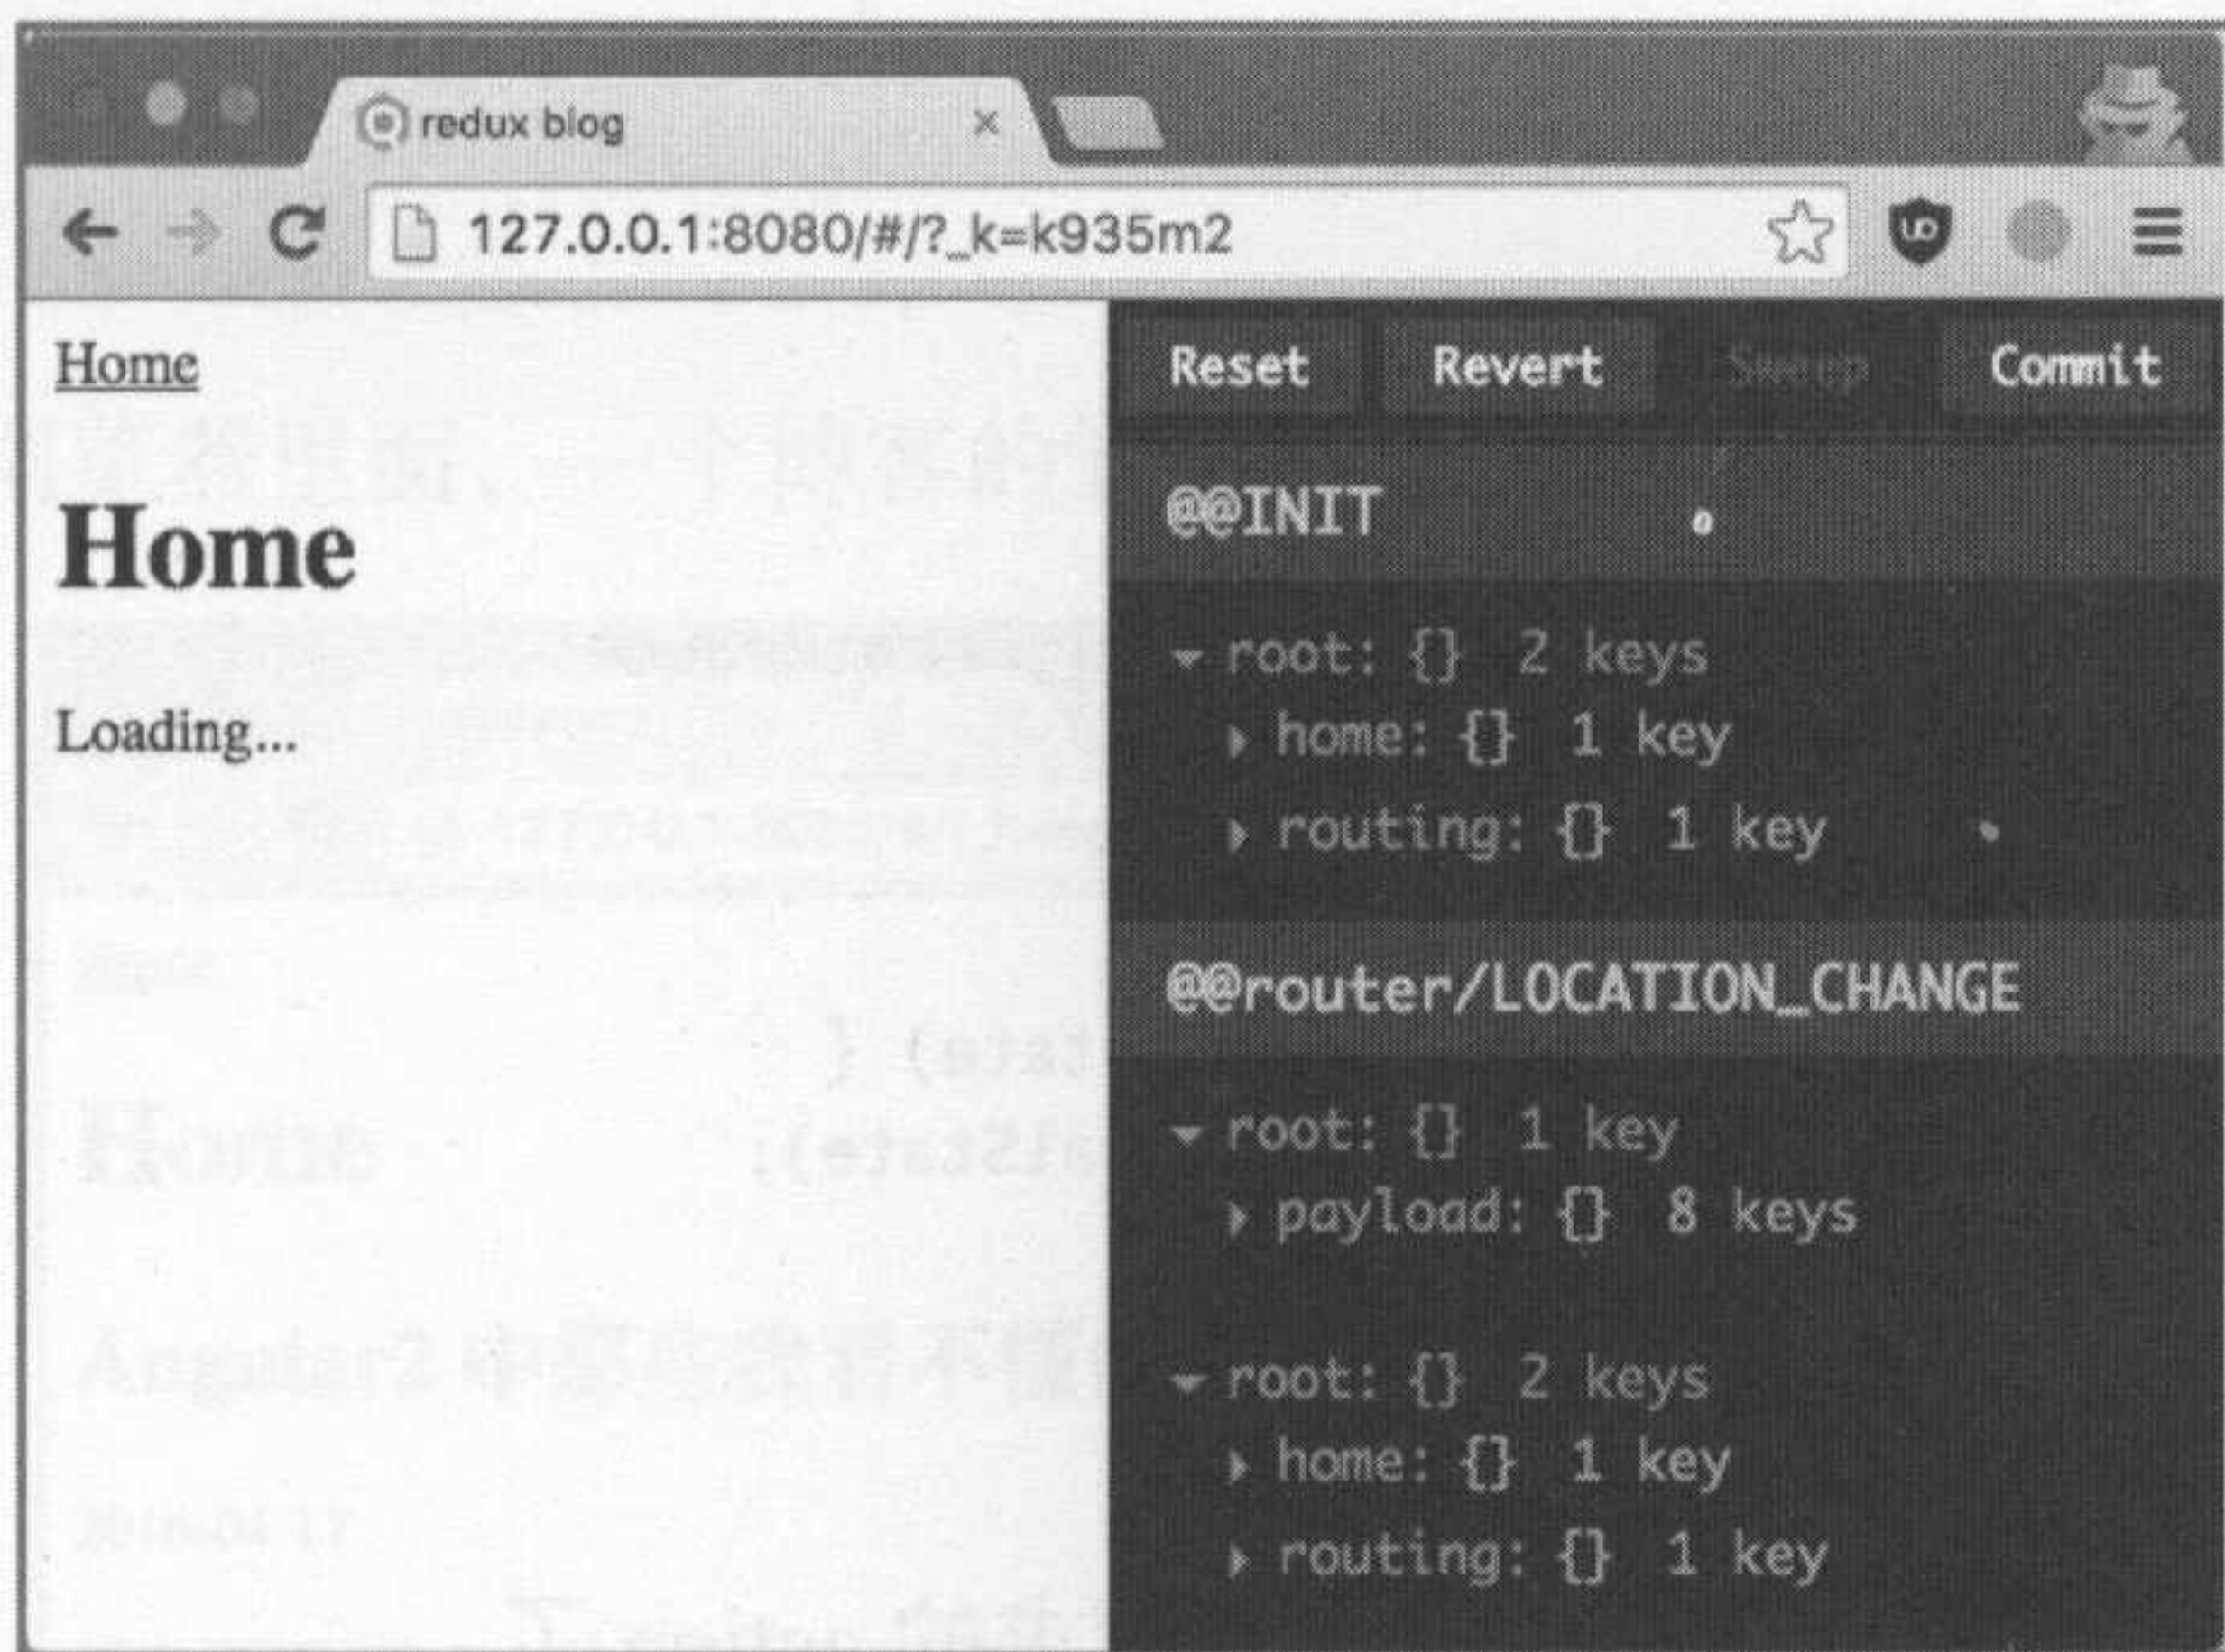 redux blog
127.0.0.1:8080/#/?_k=k935m2
Home
Home
Loading...
Reset Revert Sweep Commit
@@INIT
root: {} 2 keys
home: {} 1 key
routing: {} 1 key
@@router/LOCATION_CHANGE
root: {} 1 key
payload: {} 8 keys
root: {} 2 keys
home: {} 1 key
routing: {} 1 key